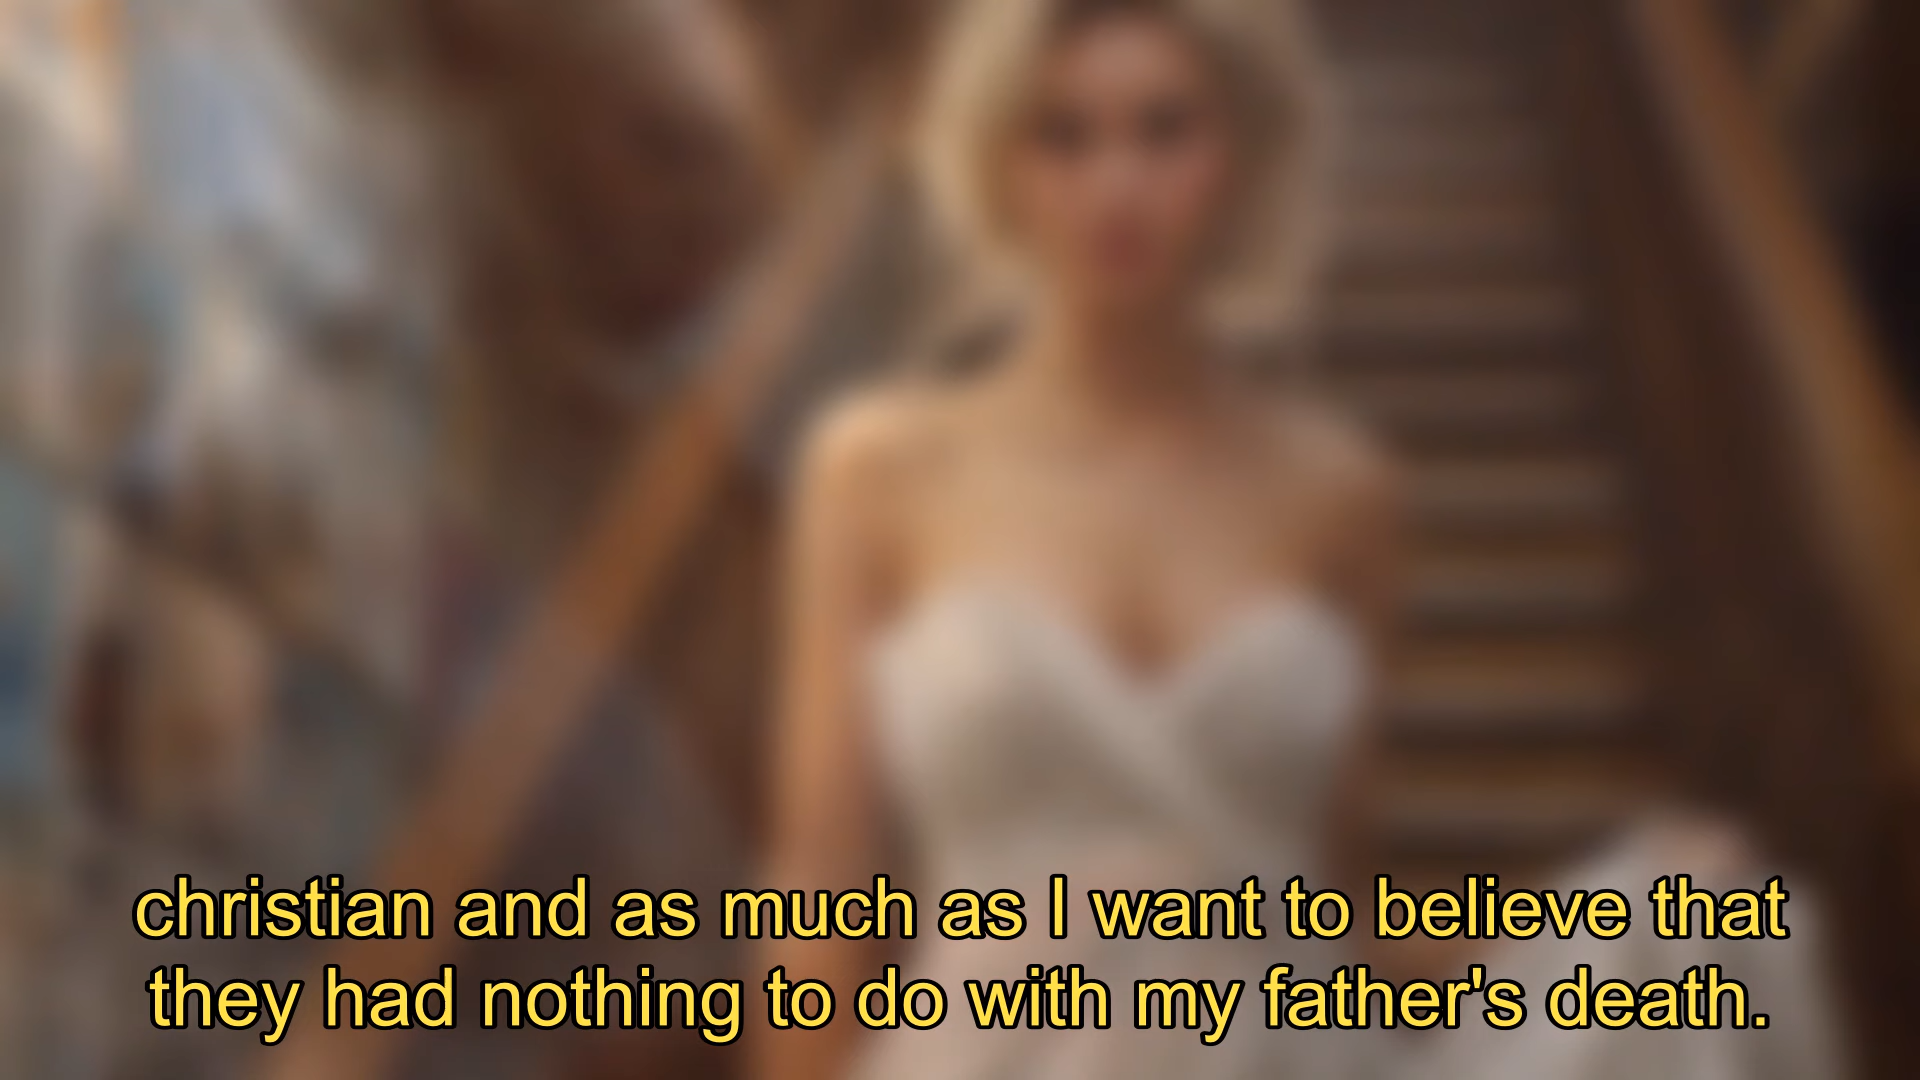 christian and as much as I want to believe that
they had nothing to do with my father's death.